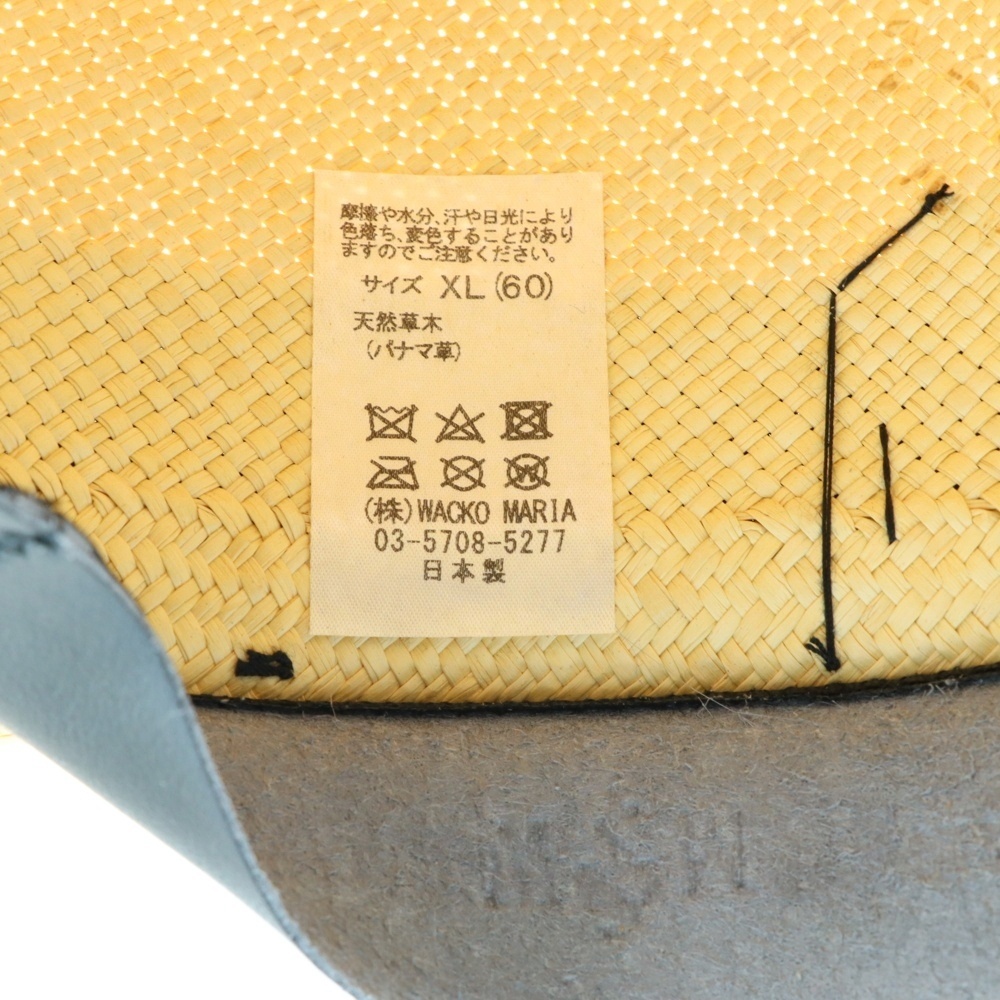 摩擦や水分、汗や日光により
色落ち、変色することがあり
ますのでご注意ください。
サイズ XL (60)
天然草木
(パナマ草)
(株)WACKO MARIA
03-5708-5277
日本製